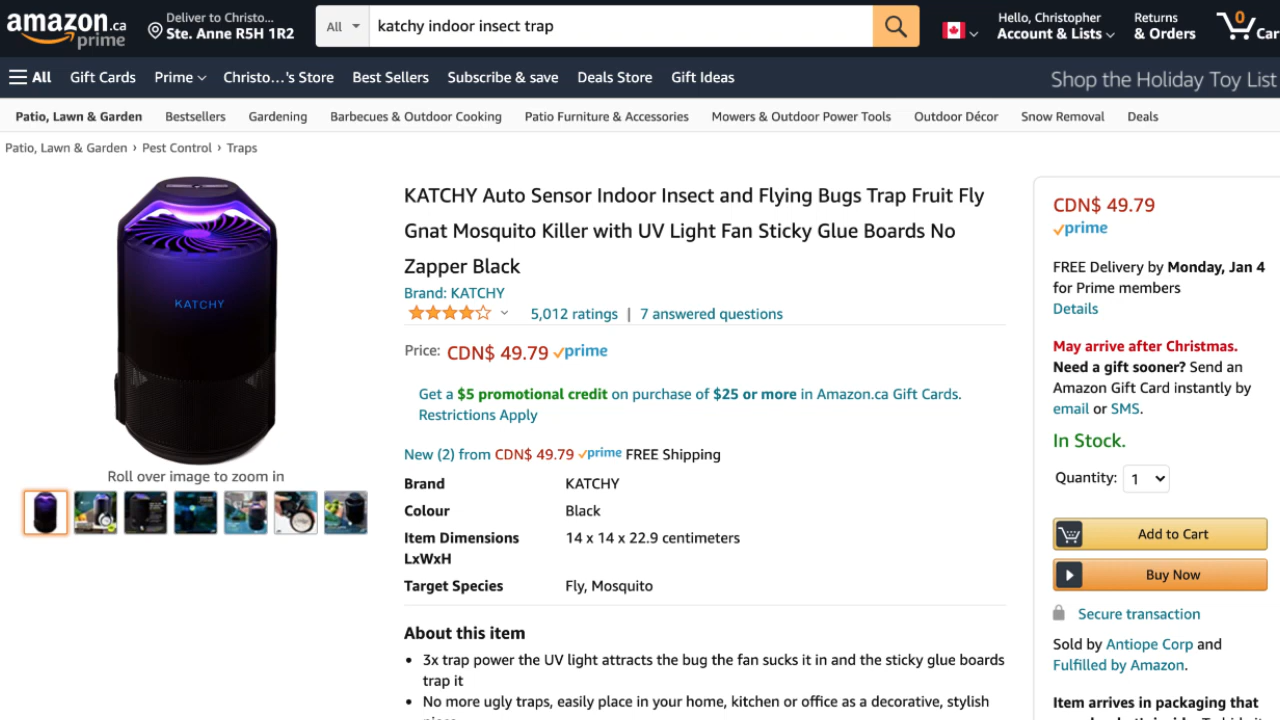 amazon.ca
prime
Deliver to Christo...
Ste. Anne R5H 1R2
All
katchy indoor insect trap
Hello, Christopher
Account & Lists
Returns
& Orders
0
Car
All
Gift Cards
Prime
Christo…'s Store
Best Sellers
Subscribe & save
Deals Store
Gift Ideas
Shop the Holiday Toy List
Patio, Lawn & Garden
Bestsellers
Gardening
Barbecues & Outdoor Cooking
Patio Furniture & Accessories
Mowers & Outdoor Power Tools
Outdoor Décor
Snow Removal
Deals
Patio, Lawn & Garden › Pest Control › Traps
KATCHY
Roll over image to zoom in
KATCHY Auto Sensor Indoor Insect and Flying Bugs Trap Fruit Fly
Gnat Mosquito Killer with UV Light Fan Sticky Glue Boards No
Zapper Black
Brand: KATCHY
5,012 ratings | 7 answered questions
Price: CDN$ 49.79 prime
Get a $5 promotional credit on purchase of $25 or more in Amazon.ca Gift Cards.
Restrictions Apply
New (2) from CDN$ 49.79 prime FREE Shipping
Brand KATCHY
Colour Black
Item Dimensions 14 x 14 x 22.9 centimeters
LxWxH
Target Species Fly, Mosquito
About this item
• 3x trap power the UV light attracts the bug the fan sucks it in and the sticky glue boards
trap it
• No more ugly traps, easily place in your home, kitchen or office as a decorative, stylish
CDN$ 49.79
prime
FREE Delivery by Monday, Jan 4
for Prime members
Details
May arrive after Christmas.
Need a gift sooner? Send an
Amazon Gift Card instantly by
email or SMS.
In Stock.
Quantity: 1
Add to Cart
Buy Now
Secure transaction
Sold by Antiope Corp and
Fulfilled by Amazon.
Item arrives in packaging that